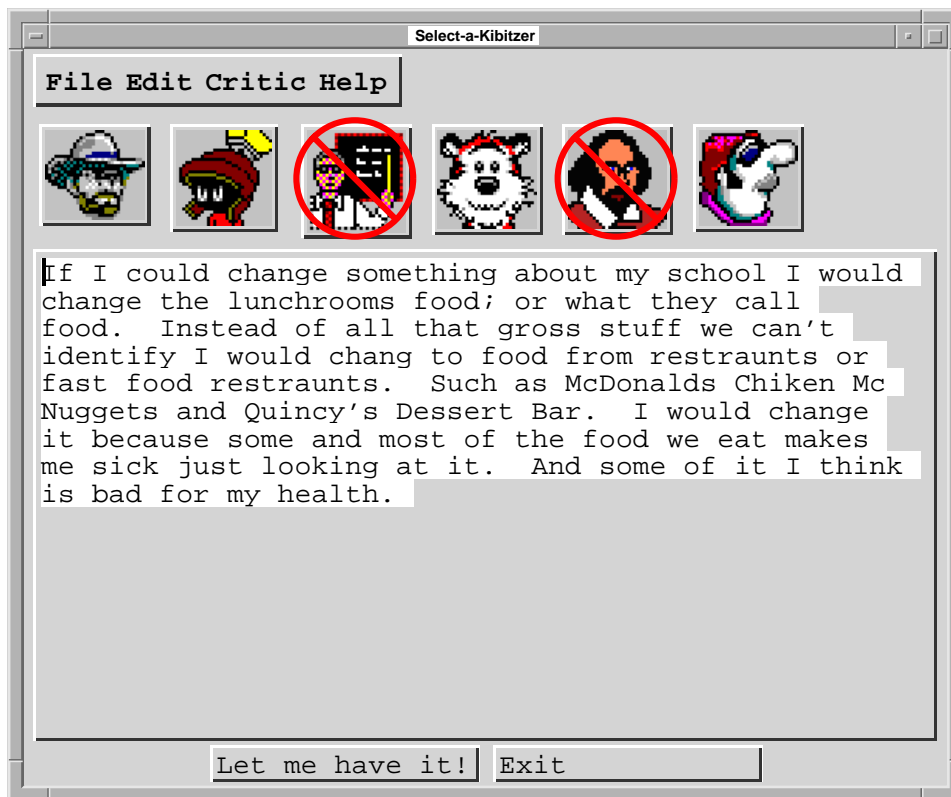 Select-a-Kibitzer
File Edit Critic Help
If I could change something about my school I would
change the lunchrooms food; or what they call
food.  Instead of all that gross stuff we can't
identify I would chang to food from restraunts or
fast food restraunts.  Such as McDonalds Chiken Mc
Nuggets and Quincy's Dessert Bar.  I would change
it because some and most of the food we eat makes
me sick just looking at it.  And some of it I think
is bad for my health.
Let me have it! Exit